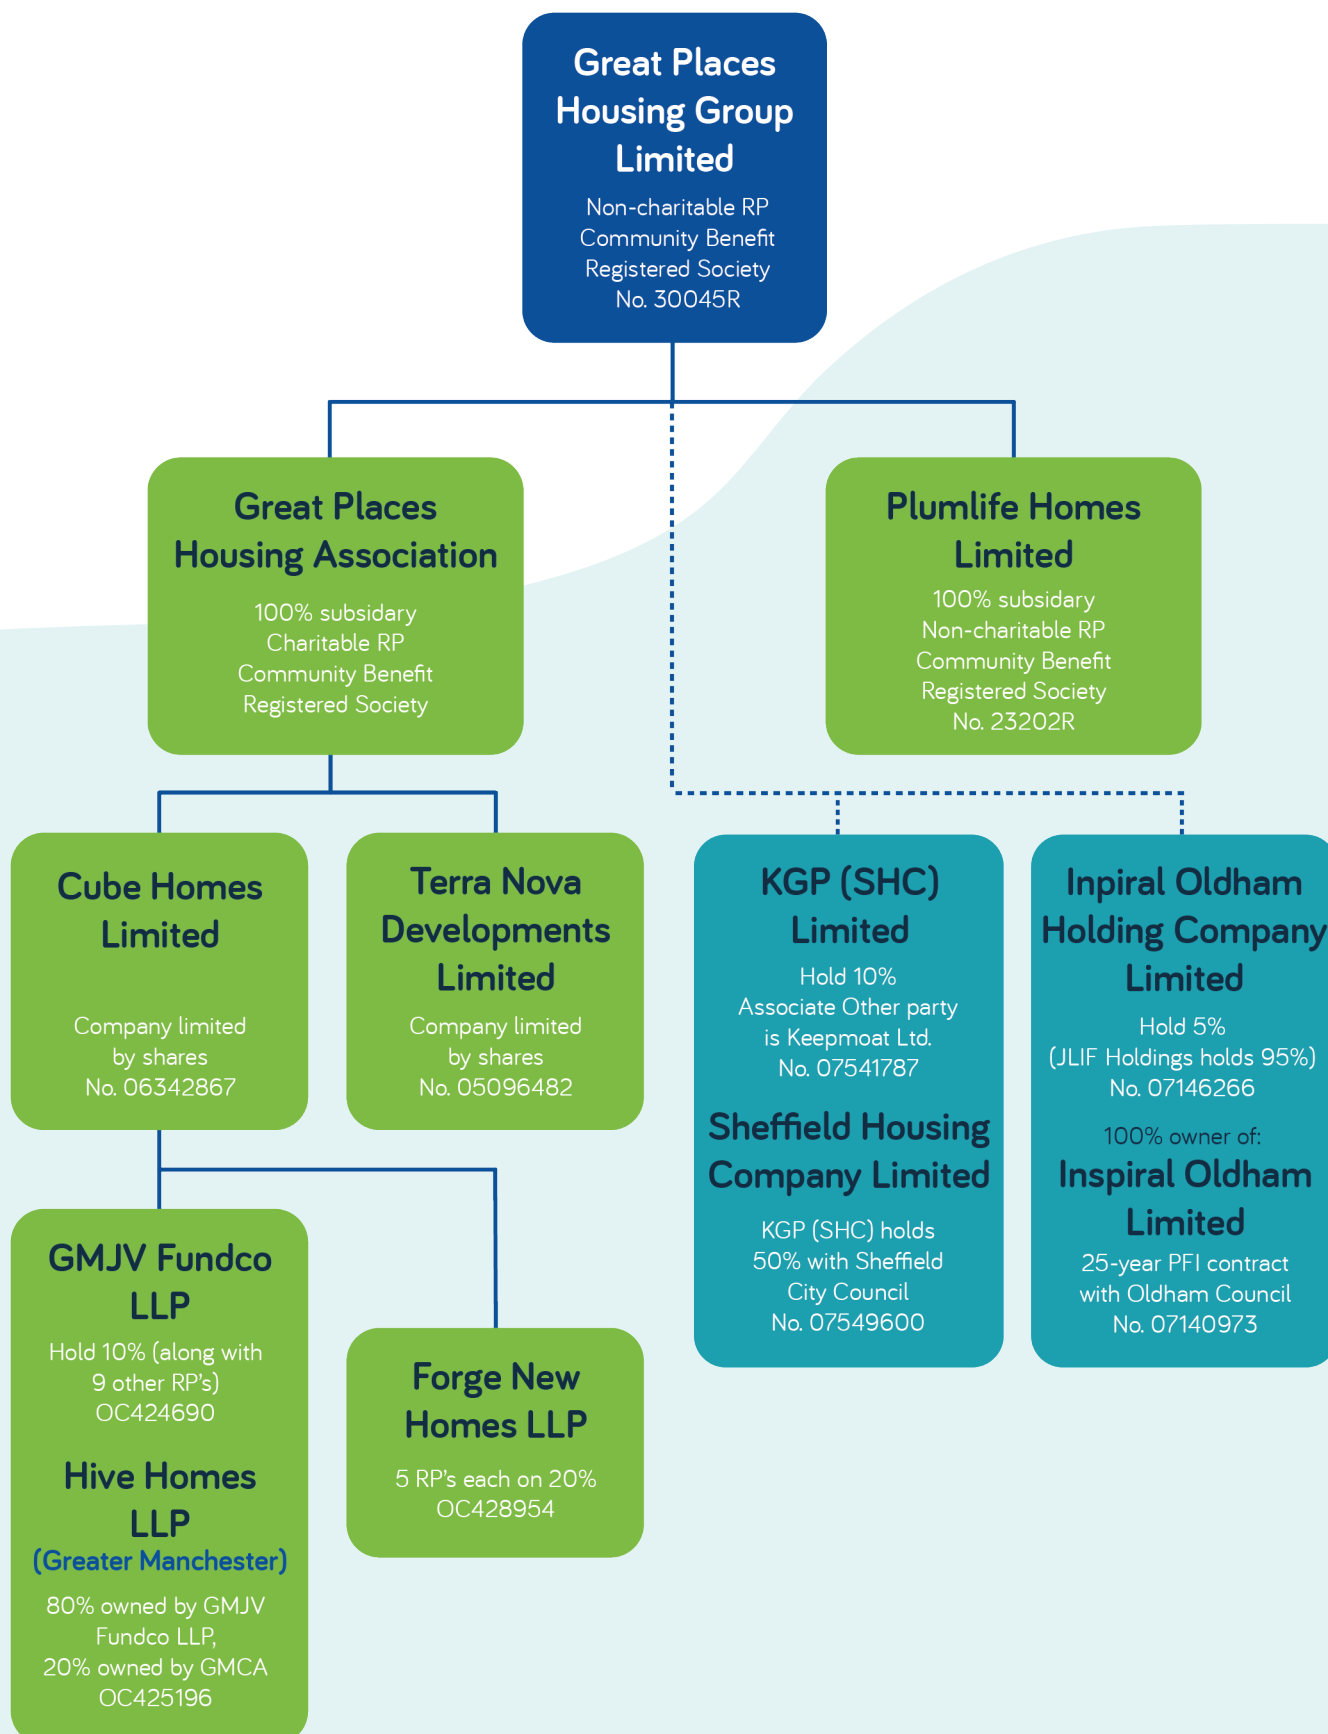 Great Places
Housing Group
Limited
Non-charitable RP
Community Benefit
Registered Society
No. 30045R
Great Places
Housing Association
100% subsidary
Charitable RP
Community Benefit
Registered Society
Plumlife Homes
Limited
100% subsidary
Non-charitable RP
Community Benefit
Registered Society
No. 23202R
Cube Homes
Limited
Company limited
by shares
No. 06342867
Terra Nova
Developments
Limited
Company limited
by shares
No. 05096482
KGP (SHC)
Limited
Hold 10%
Associate Other party
is Keepmoat Ltd.
No. 07541787
Sheffield Housing
Company Limited
KGP (SHC) holds
50% with Sheffield
City Council
No. 07549600
Inpiral Oldham
Holding Company
Limited
Hold 5%
(JLIF Holdings holds 95%)
No. 07146266
100% owner of:
Inspiral Oldham
Limited
25-year PFI contract
with Oldham Council
No. 07140973
GMJV Fundco
LLP
Hold 10% (along with
9 other RP's)
OC424690
Hive Homes
LLP
(Greater Manchester)
80% owned by GMJV
Fundco LLP,
20% owned by GMCA
OC425196
Forge New
Homes LLP
5 RP's each on 20%
OC428954